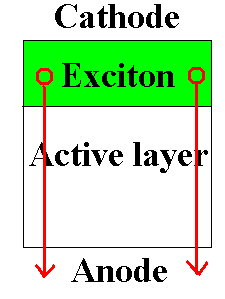 Cathode
Exciton
Active layer
Anode